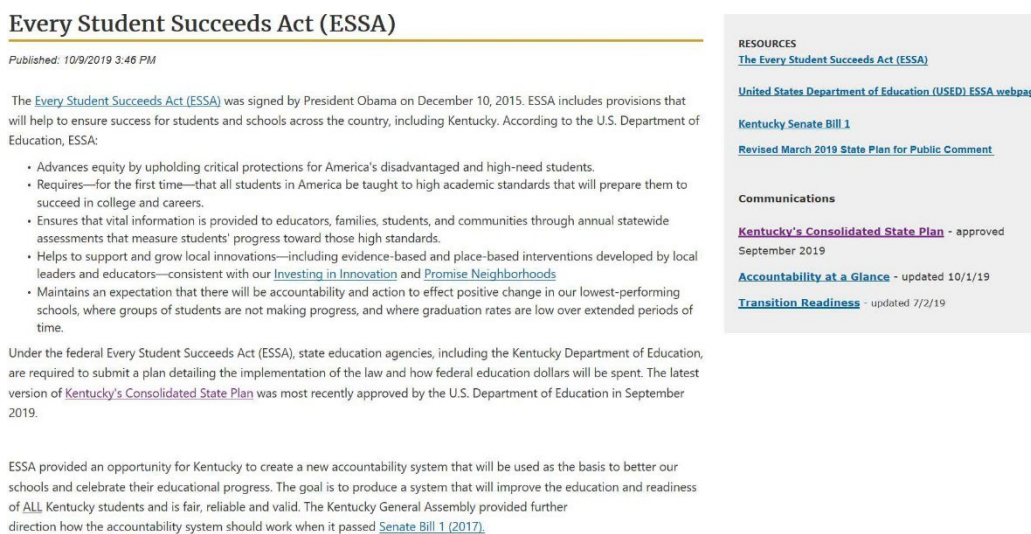 Every Student Succeeds Act (ESSA)
Published: 10/9/2019 3:46 PM
The Every Student Succeeds Act (ESSA) was signed by President Obama on December 10, 2015. ESSA includes provisions that
will help to ensure success for students and schools across the country, including Kentucky. According to the U.S. Department of
Education, ESSA:
• Advances equity by upholding critical protections for America's disadvantaged and high-need students.
• Requires—for the first time—that all students in America be taught to high academic standards that will prepare them to
succeed in college and careers.
• Ensures that vital information is provided to educators, families, students, and communities through annual statewide
assessments that measure students' progress toward those high standards.
• Helps to support and grow local innovations—including evidence-based and place-based interventions developed by local
leaders and educators—consistent with our Investing in Innovation and Promise Neighborhoods
• Maintains an expectation that there will be accountability and action to effect positive change in our lowest-performing
schools, where groups of students are not making progress, and where graduation rates are low over extended periods of
time.
Under the federal Every Student Succeeds Act (ESSA), state education agencies, including the Kentucky Department of Education,
are required to submit a plan detailing the implementation of the law and how federal education dollars will be spent. The latest
version of Kentucky's Consolidated State Plan was most recently approved by the U.S. Department of Education in September
2019.
ESSA provided an opportunity for Kentucky to create a new accountability system that will be used as the basis to better our
schools and celebrate their educational progress. The goal is to produce a system that will improve the education and readiness
of ALL Kentucky students and is fair, reliable and valid. The Kentucky General Assembly provided further
direction how the accountability system should work when it passed Senate Bill 1 (2017).
RESOURCES
The Every Student Succeeds Act (ESSA)
United States Department of Education (USED) ESSA webpag
Kentucky Senate Bill 1
Revised March 2019 State Plan for Public Comment
Communications
Kentucky's Consolidated State Plan - approved
September 2019
Accountability at a Glance - updated 10/1/19
Transition Readiness - updated 7/2/19